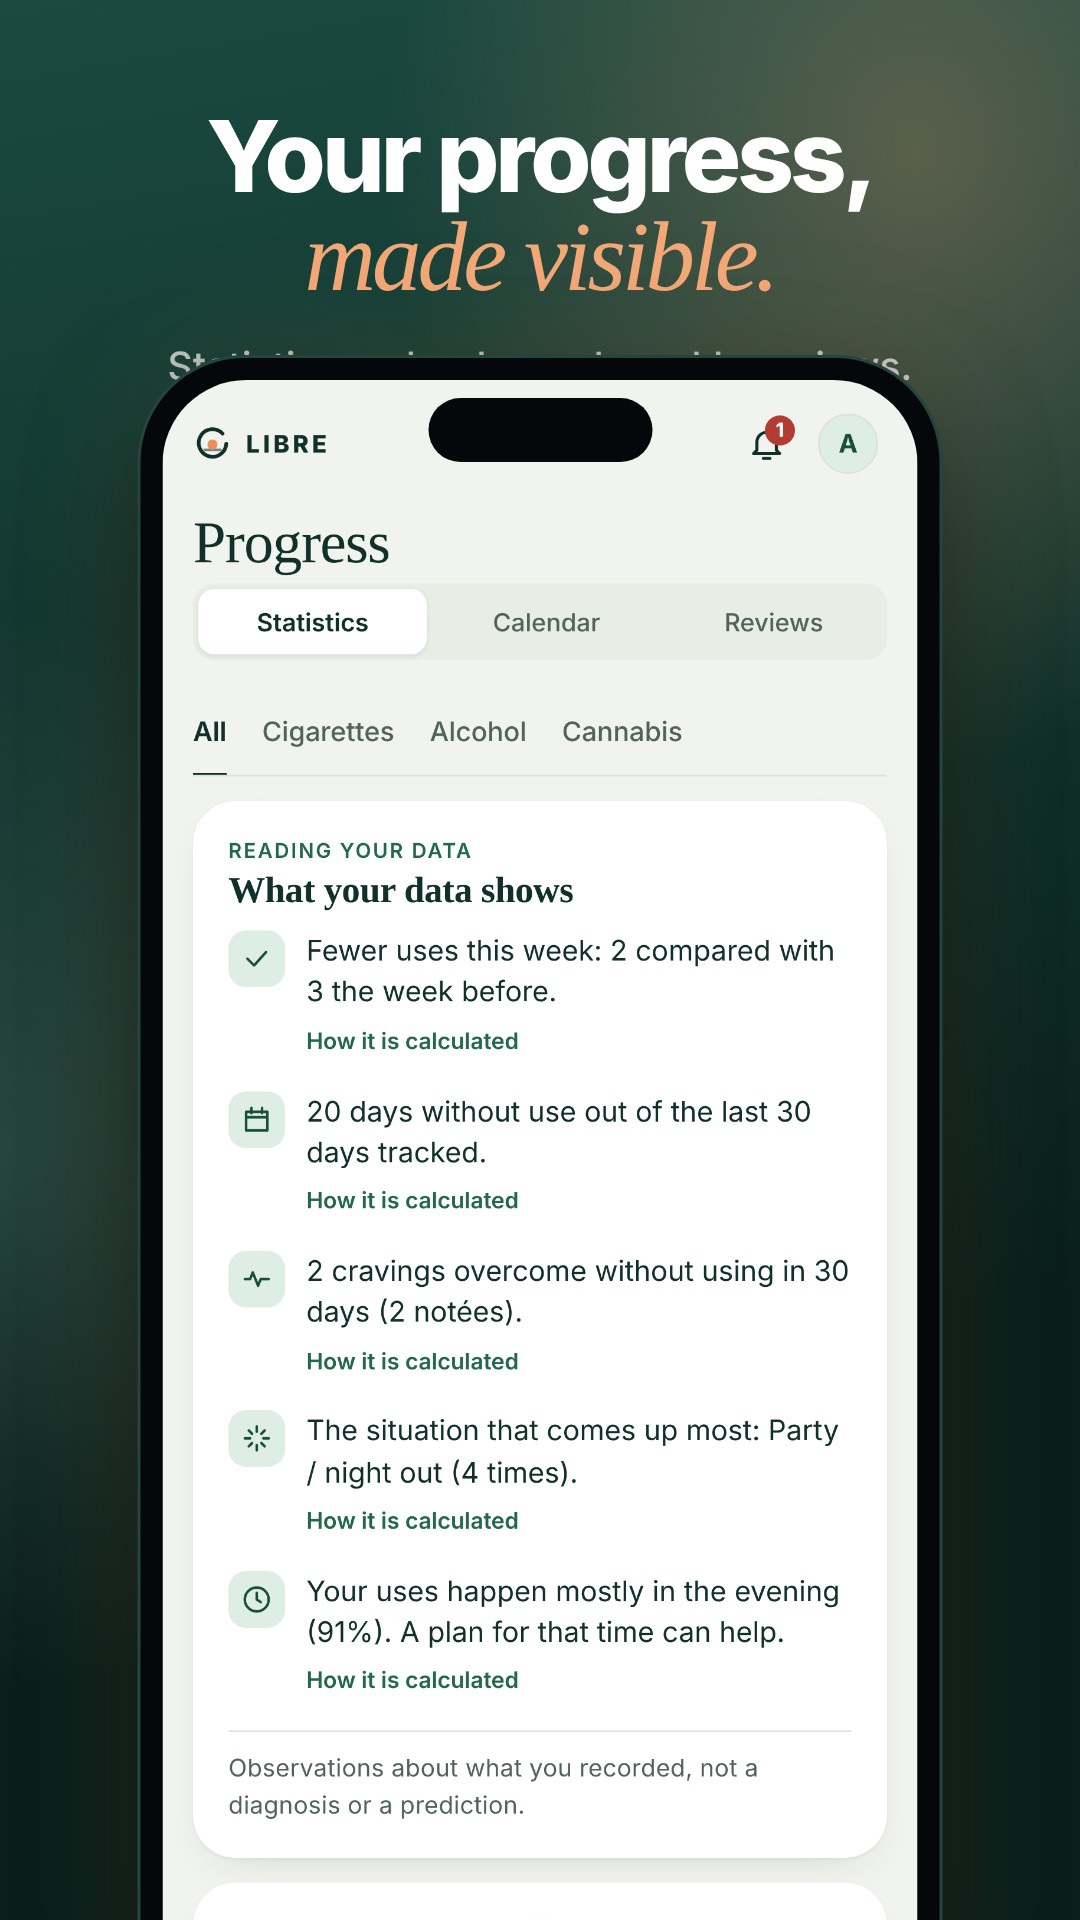 Your progress,
made visible.
LIBRE
1
A
Progress
Statistics
Calendar
Reviews
All
Cigarettes
Alcohol
Cannabis
READING YOUR DATA
What your data shows
Fewer uses this week: 2 compared with
3 the week before.
How it is calculated
20 days without use out of the last 30
days tracked.
How it is calculated
2 cravings overcome without using in 30
days (2 notées).
How it is calculated
The situation that comes up most: Party
/ night out (4 times).
How it is calculated
Your uses happen mostly in the evening
(91%). A plan for that time can help.
How it is calculated
Observations about what you recorded, not a
diagnosis or a prediction.